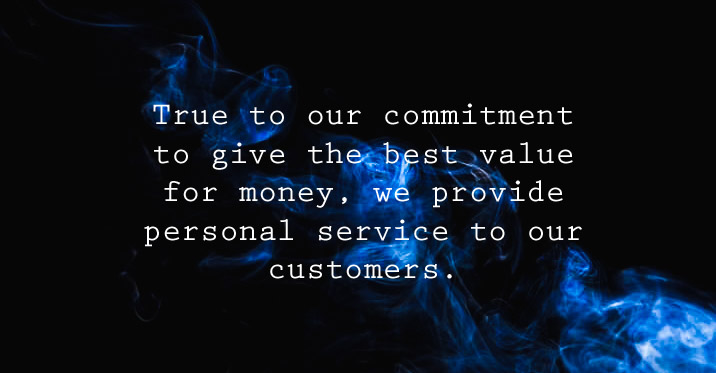 True to our commitment
to give the best value
for money, we provide
personal service to our
customers.